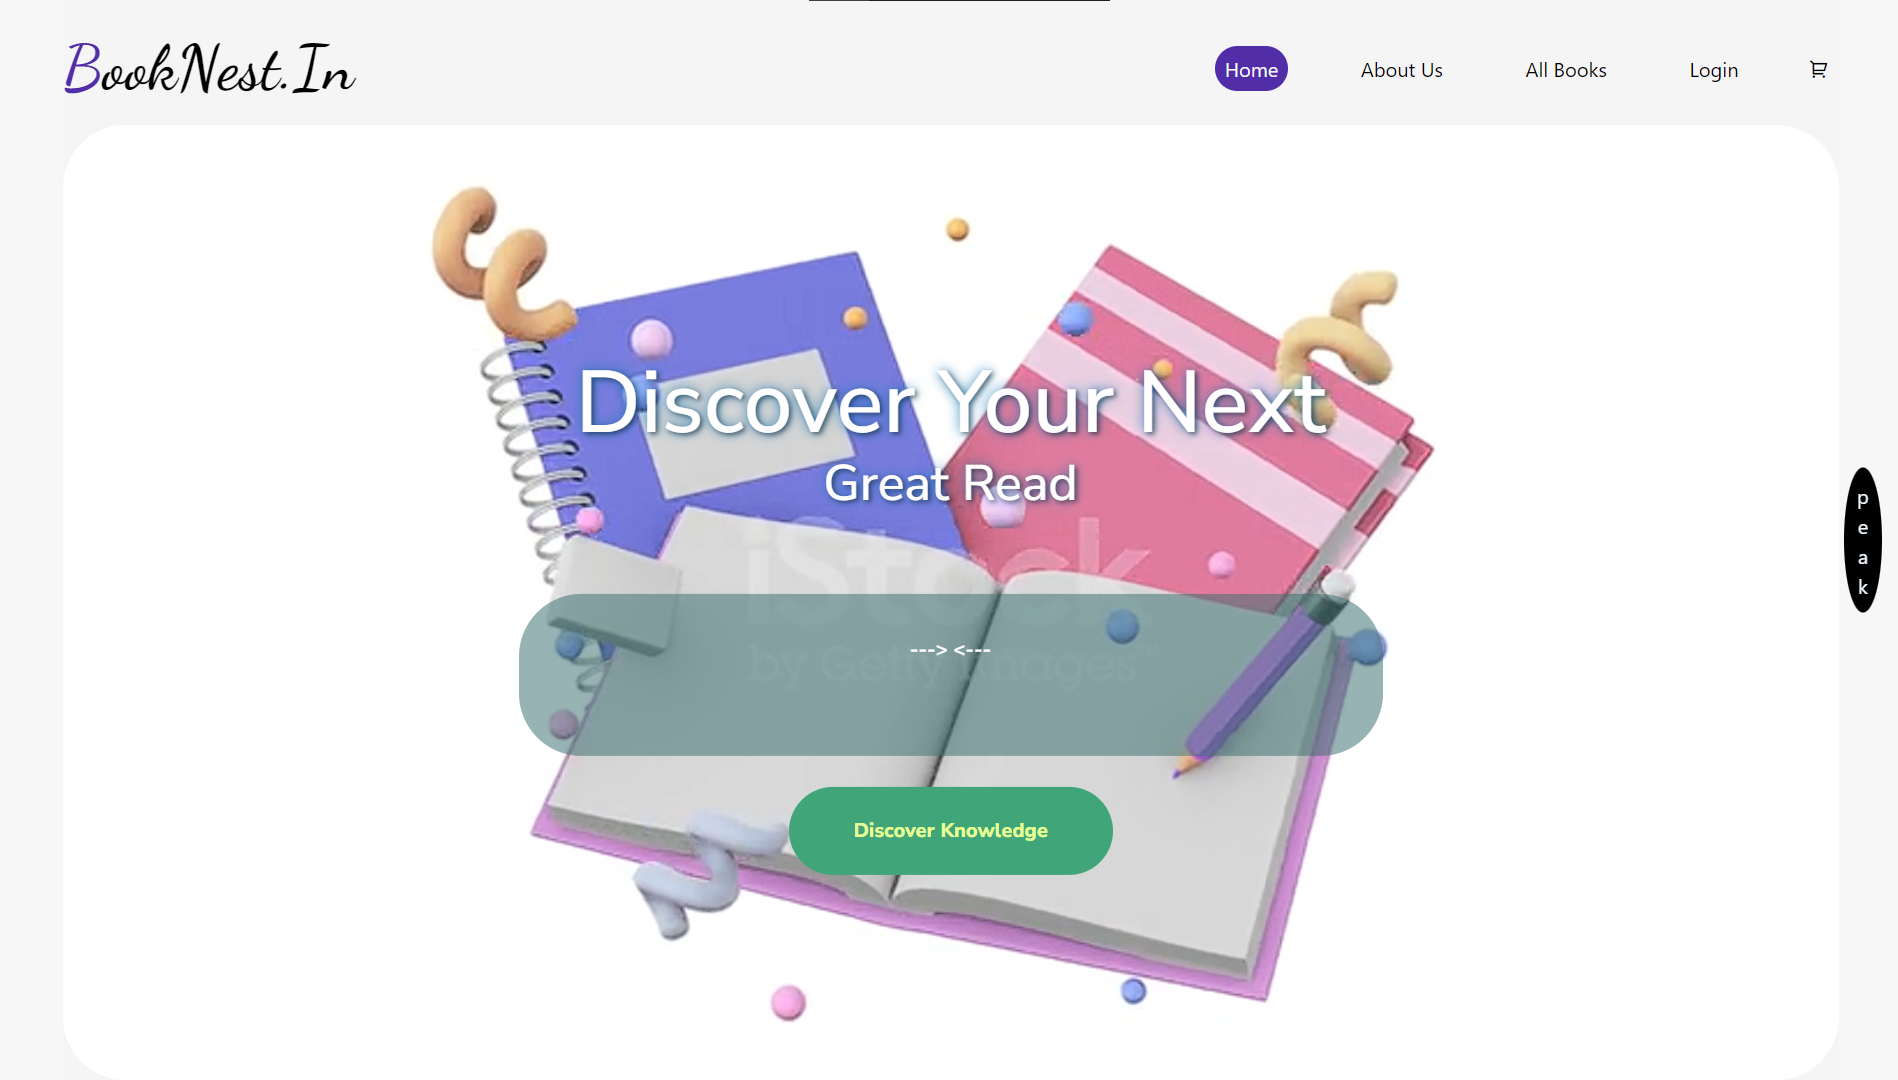 BookNest.In
Home About Us All Books Login
Discover Your Next
Great Read
iStock
by Getty Images
---> <---
Discover Knowledge
p
e
a
k